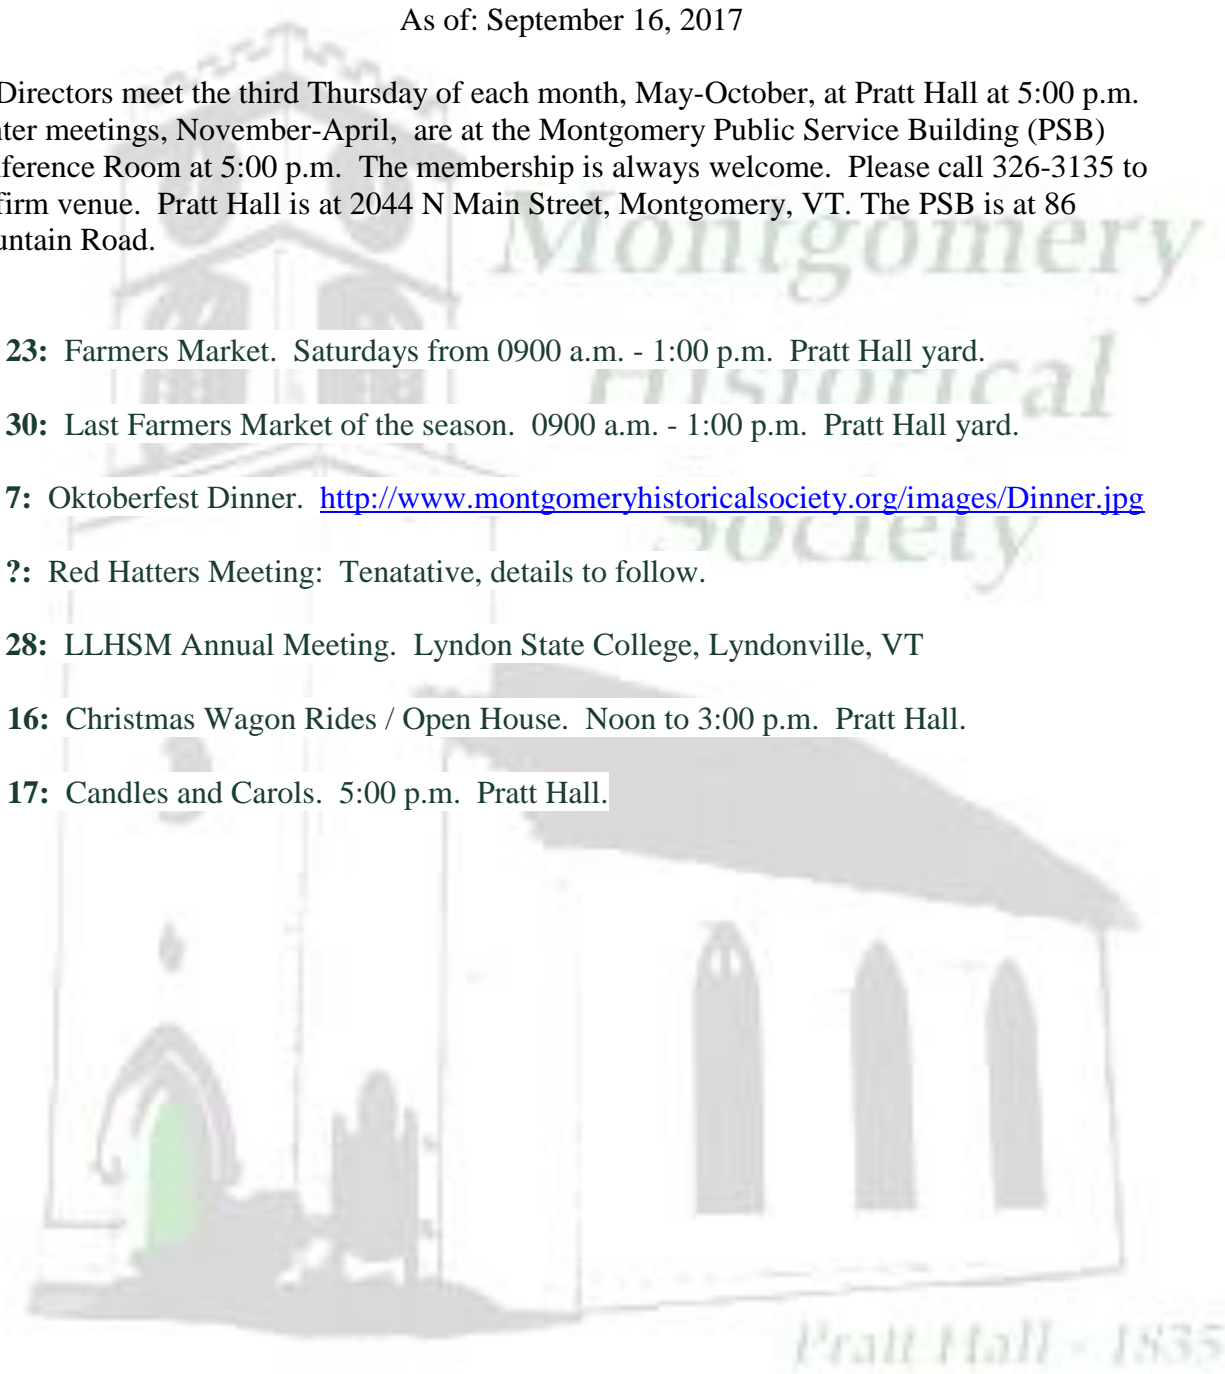 As of: September 16, 2017
Directors meet the third Thursday of each month, May-October, at Pratt Hall at 5:00 p.m.
nter meetings, November-April, are at the Montgomery Public Service Building (PSB)
ference Room at 5:00 p.m. The membership is always welcome. Please call 326-3135 to
firm venue. Pratt Hall is at 2044 N Main Street, Montgomery, VT. The PSB is at 86
untain Road.
Montgomery
Historical
Society
23: Farmers Market. Saturdays from 0900 a.m. - 1:00 p.m. Pratt Hall yard.
30: Last Farmers Market of the season. 0900 a.m. - 1:00 p.m. Pratt Hall yard.
7: Oktoberfest Dinner. http://www.montgomeryhistoricalsociety.org/images/Dinner.jpg
?: Red Hatters Meeting: Tenatative, details to follow.
28: LLHSM Annual Meeting. Lyndon State College, Lyndonville, VT
16: Christmas Wagon Rides / Open House. Noon to 3:00 p.m. Pratt Hall.
17: Candles and Carols. 5:00 p.m. Pratt Hall.
Pratt Hall - 1835